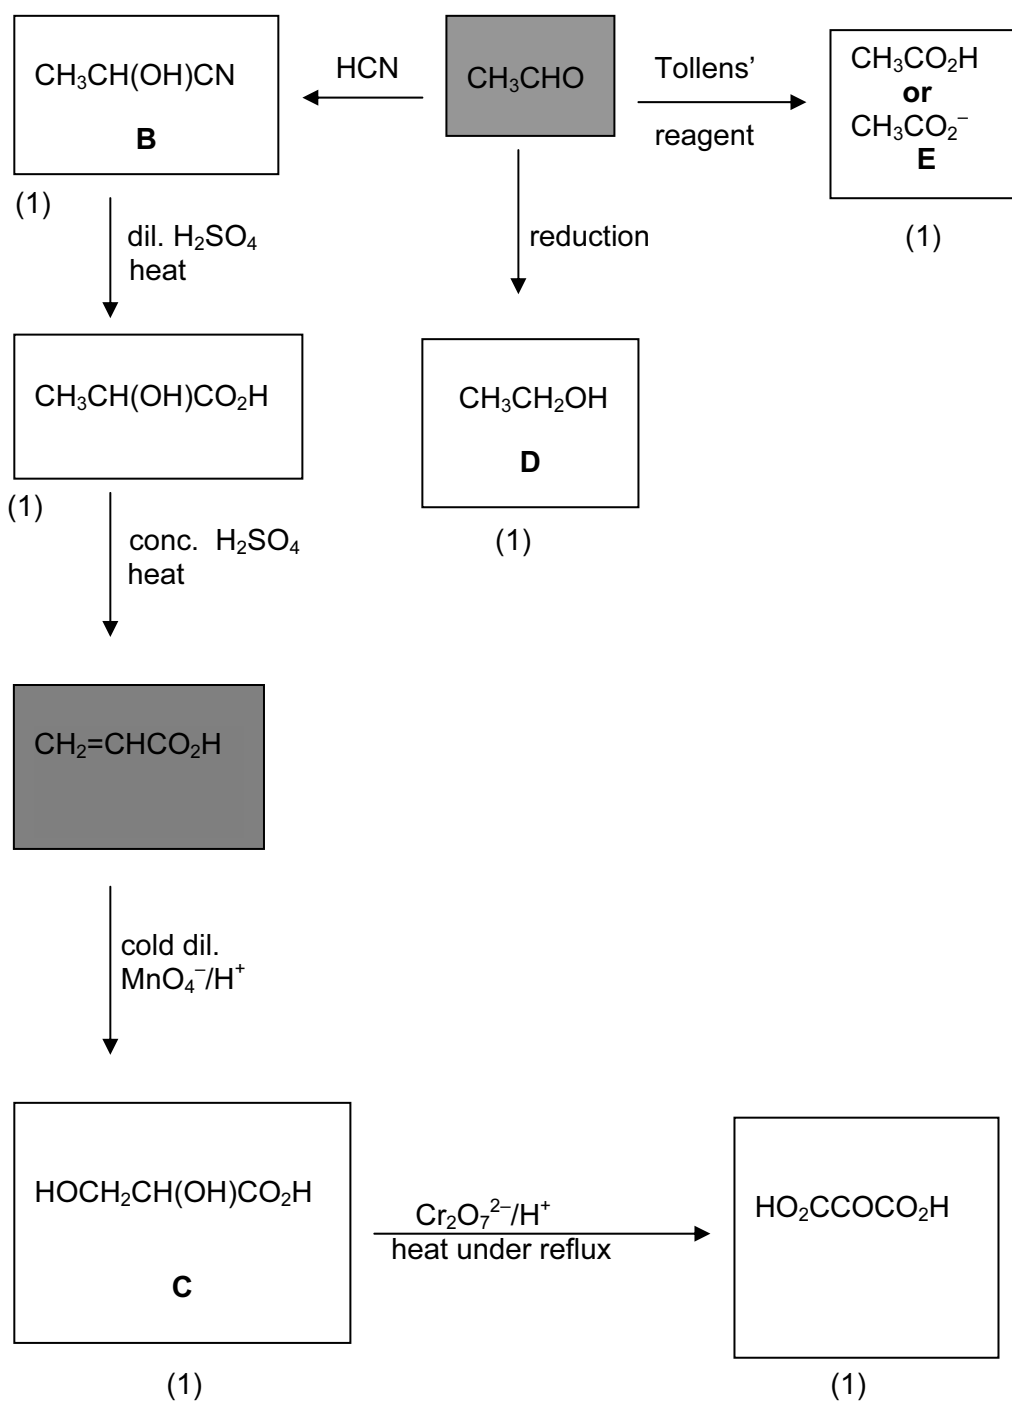 CH₃CH(OH)CN
B
(1)
HCN
CH₃CHO
Tollens'
reagent
CH₃CO₂H
or
CH₃CO₂⁻
E
(1)
dil. H₂SO₄
heat
reduction
CH₃CH(OH)CO₂H
(1)
CH₃CH₂OH
D
(1)
conc. H₂SO₄
heat
CH₂=CHCO₂H
cold dil.
MnO₄⁻/H⁺
HOCH₂CH(OH)CO₂H
C
(1)
Cr₂O₇²⁻/H⁺
heat under reflux
HO₂CCOCO₂H
(1)